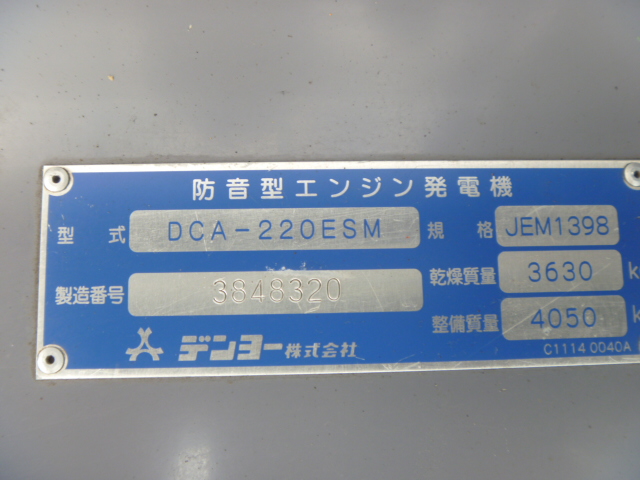 防音型エンジン発電機
型 式 DCA-220ESM 規 格 JEM1398
製造番号 3848320 乾燥質量 3630 k
整備質量 4050 k
デンヨー株式会社
C1114 0040A